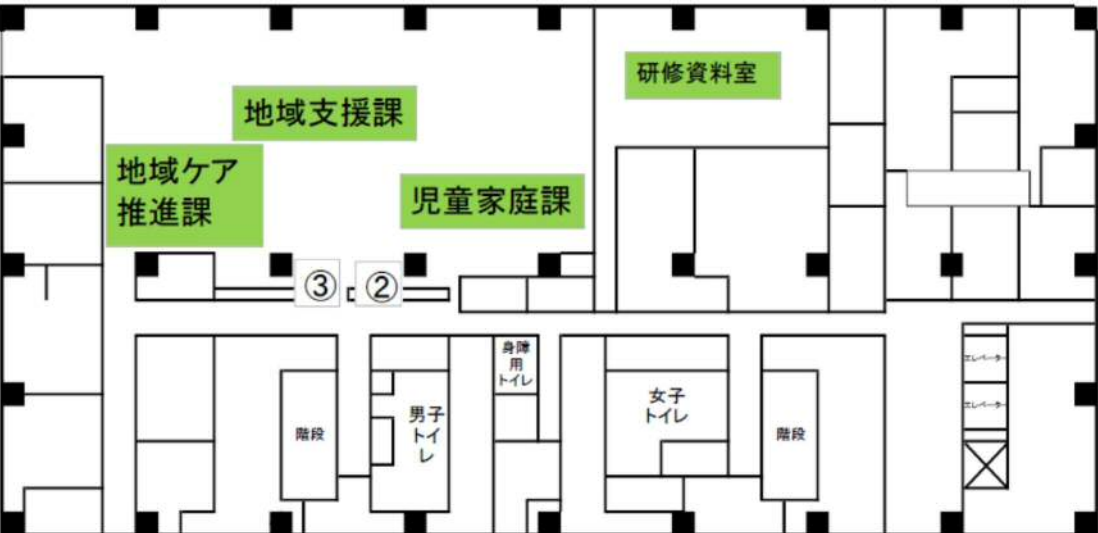 研修資料室
地域支援課
地域ケア
推進課
児童家庭課
③
②
身障
用
トイレ
エレベーター
エレベーター
女子
トイレ
男子
トイ
レ
階段
階段